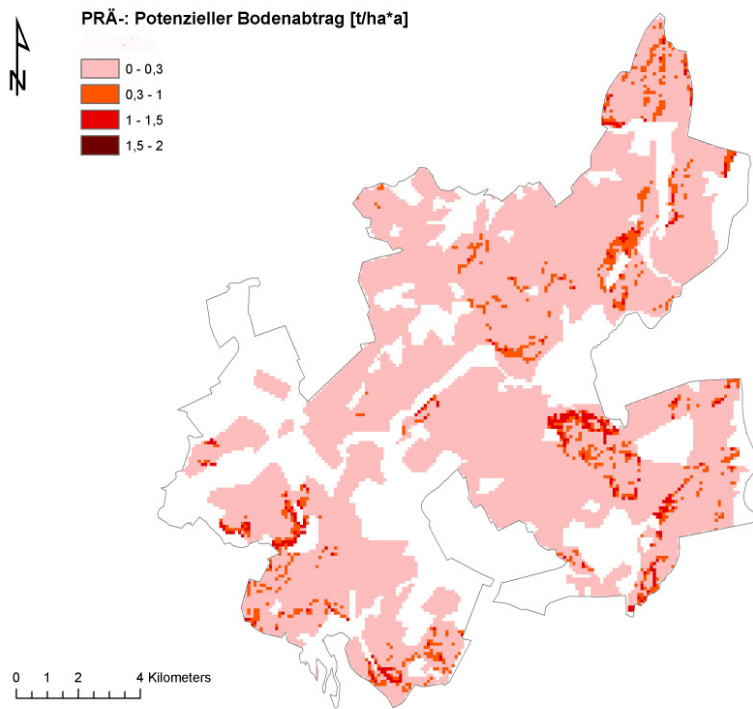 PRÄ-: Potenzieller Bodenabtrag [t/ha*a]
N
0 - 0,3
0,3 - 1
1 - 1,5
1,5 - 2
0 1 2 4 Kilometers